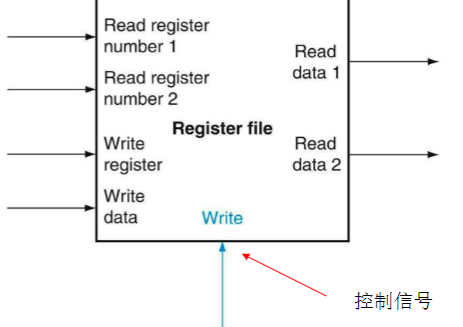 Read register
number 1
Read
data 1
Read register
number 2
Register file
Write
register
Read
data 2
Write
data
Write
控制信号